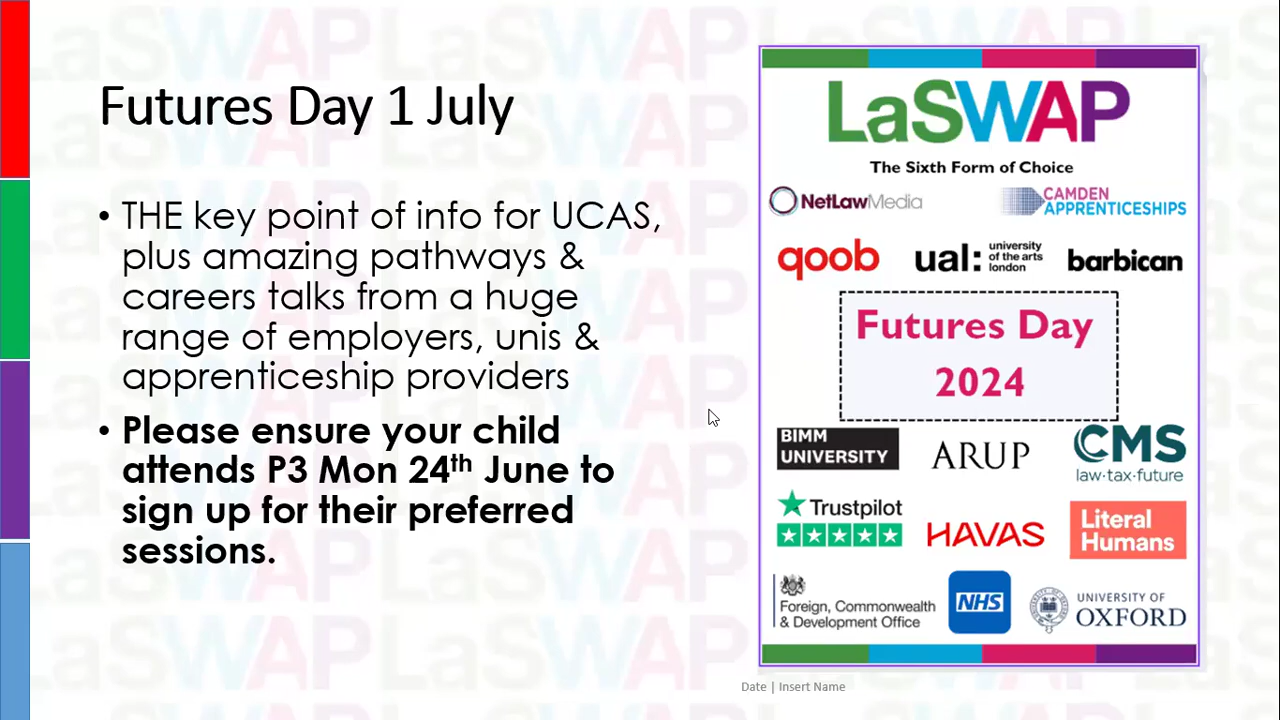 Futures Day 1 July
• THE key point of info for UCAS,
plus amazing pathways &
careers talks from a huge
range of employers, unis &
apprenticeship providers
• Please ensure your child
attends P3 Mon 24th June to
sign up for their preferred
sessions.
LaSWAP
The Sixth Form of Choice
NetLawMedia
CAMDEN
APPRENTICESHIPS
qoob
ual: university
of the arts
london
barbican
Futures Day
2024
BIMM
UNIVERSITY
ARUP
CMS
law·tax·future
Trustpilot
HAVAS
Literal
Humans
Foreign, Commonwealth
& Development Office
NHS
UNIVERSITY OF
OXFORD
Date | Insert Name